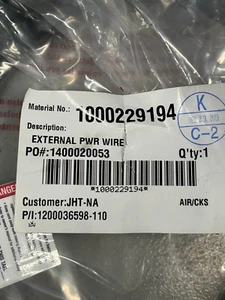 Material No.: 1000229194
K
C-2
Description:
EXTERNAL PWR WIRE
PO#:1400020053 Q'ty:1
*1000229194*
Customer:JHT-NA AIR/CKS
P/I:1200036598-110